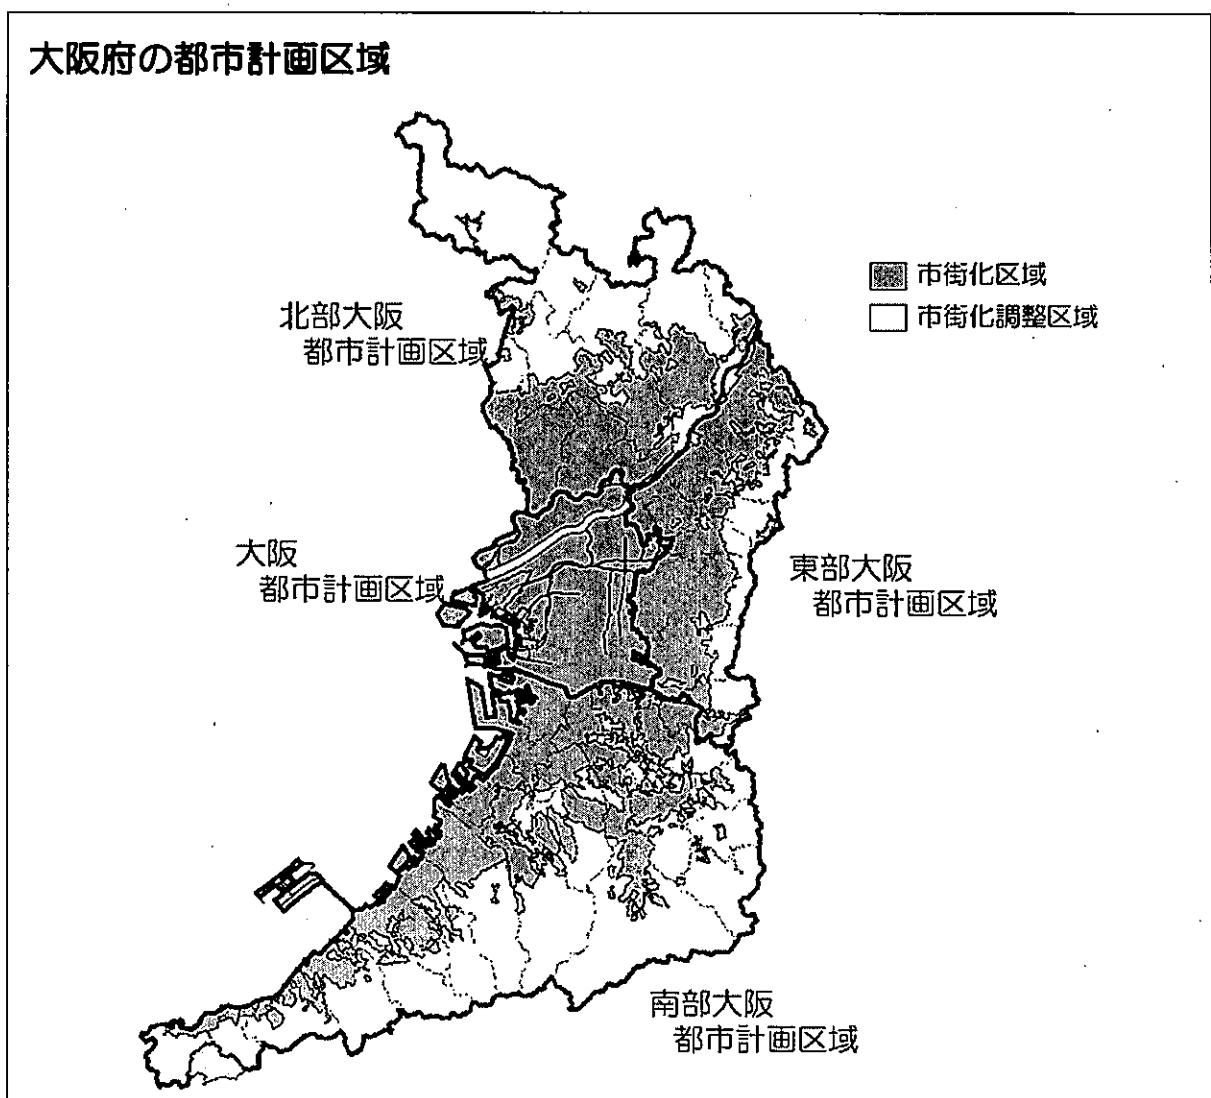 大阪府の都市計画区域
市街化区域
市街化調整区域
北部大阪
都市計画区域
大阪
都市計画区域
東部大阪
都市計画区域
南部大阪
都市計画区域